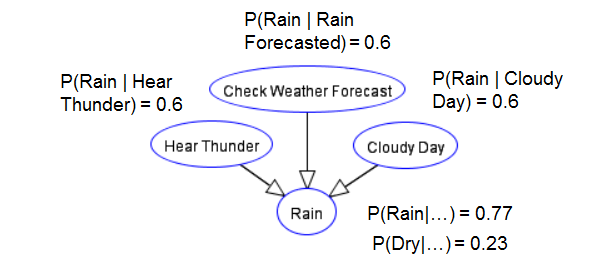 P(Rain | Rain
Forecasted) = 0.6
P(Rain | Hear
Thunder) = 0.6
P(Rain | Cloudy
Day) = 0.6
Check Weather Forecast
Hear Thunder
Cloudy Day
Rain
P(Rain|…) = 0.77
P(Dry|…) = 0.23